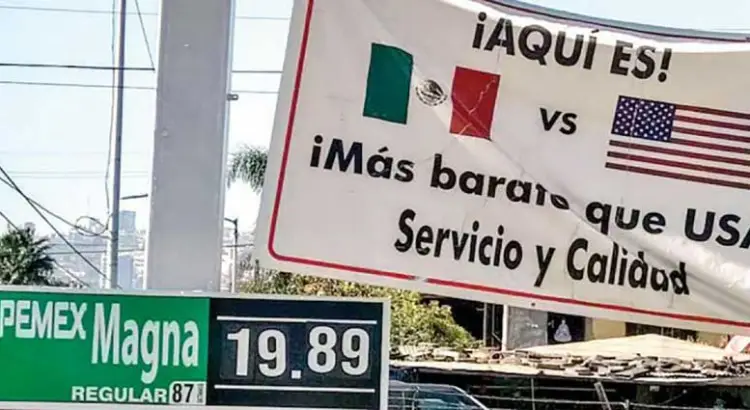 ¡AQUÍ ES!
vs
¡Más barato que USA
Servicio y Calidad
PEMEX Magna 19.89
REGULAR 87